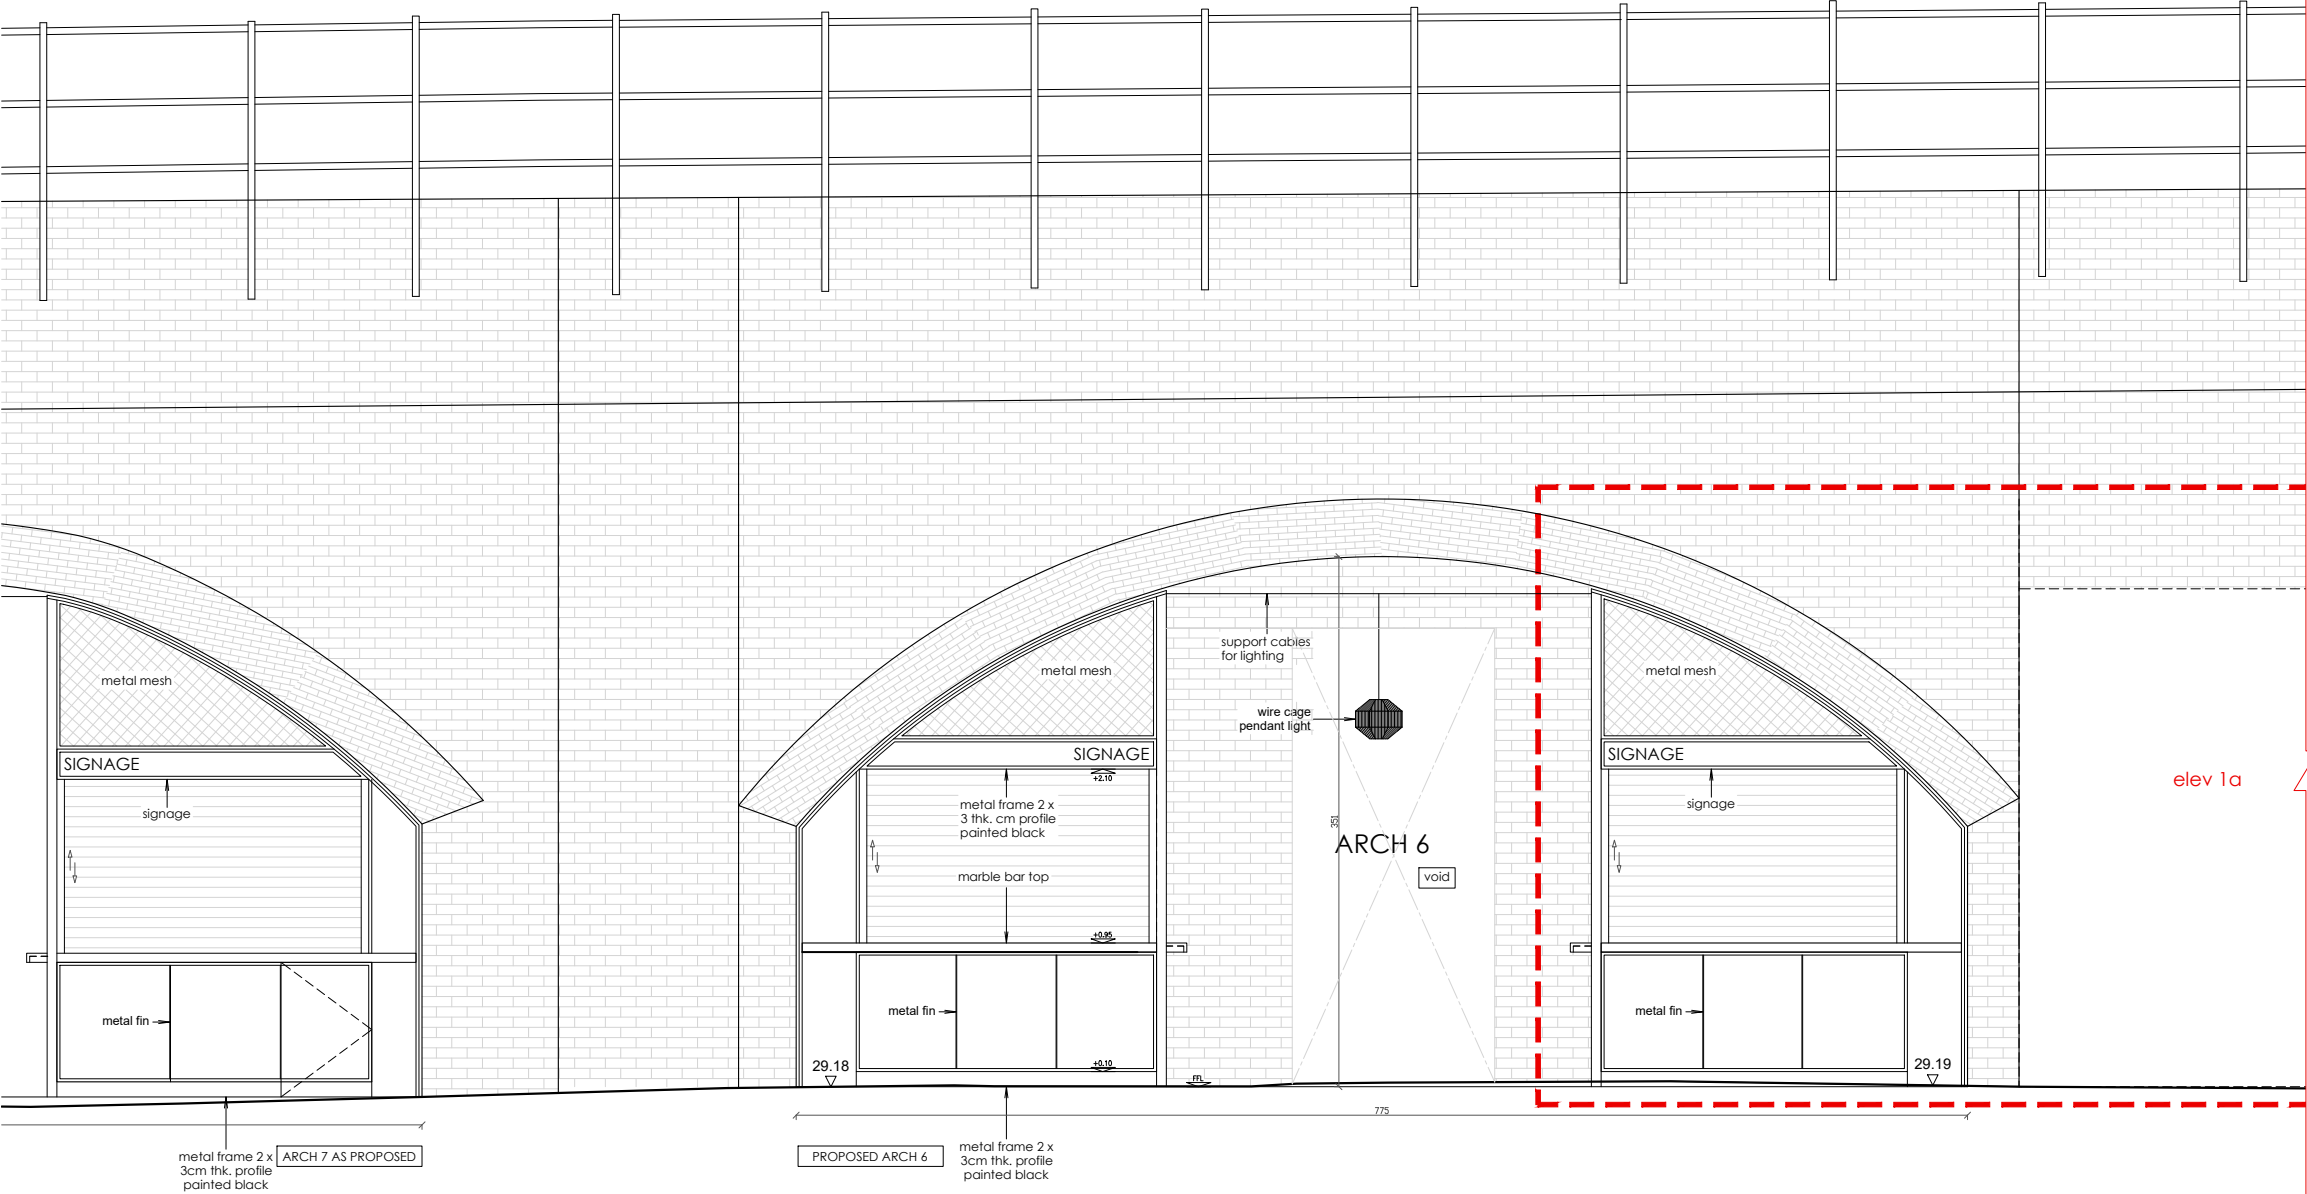 support cables
for lighting
metal mesh
metal mesh
metal mesh
wire cage
pendant light
SIGNAGE
SIGNAGE
SIGNAGE
+2.10
elev 1a
signage
metal frame 2 x
3 thk. cm profile
painted black
signage
351
ARCH 6
marble bar top
void
+0.95
metal fin
metal fin
metal fin
29.18
+0.10
29.19
FFL
775
metal frame 2 x
3cm thk. profile
painted black
ARCH 7 AS PROPOSED
PROPOSED ARCH 6
metal frame 2 x
3cm thk. profile
painted black